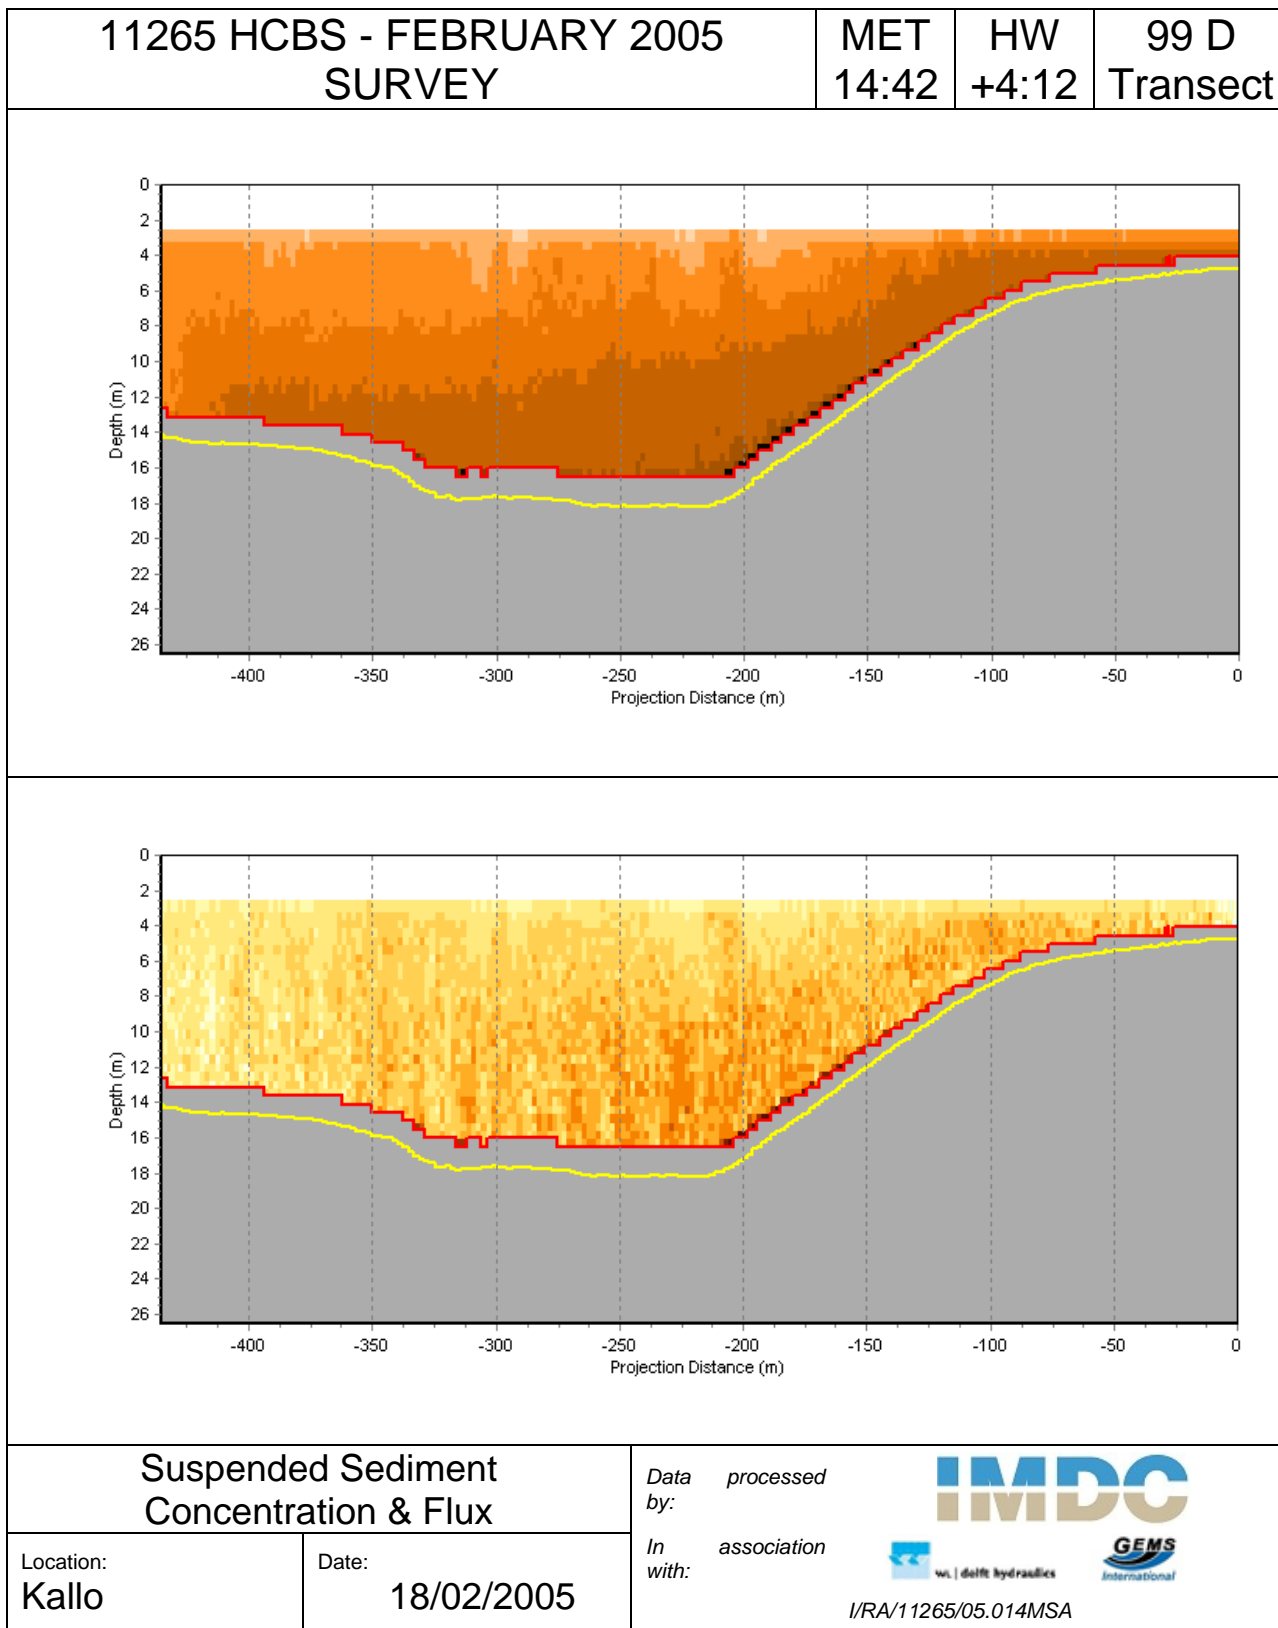 11265 HCBS - FEBRUARY 2005
SURVEY
MET
14:42
HW
+4:12
99 D
Transect
0
2
4
6
8
10
12
14
16
18
20
22
24
26
Depth (m)
-400 -350 -300 -250 -200 -150 -100 -50 0
Projection Distance (m)
0
2
4
6
8
10
12
14
16
18
20
22
24
26
Depth (m)
-400 -350 -300 -250 -200 -150 -100 -50 0
Projection Distance (m)
Suspended Sediment
Concentration & Flux
Location:
Kallo
Date:
18/02/2005
Data processed
by:
IMDC
In association
with:
WL | delft hydraulics
GEMS
International
I/RA/11265/05.014MSA